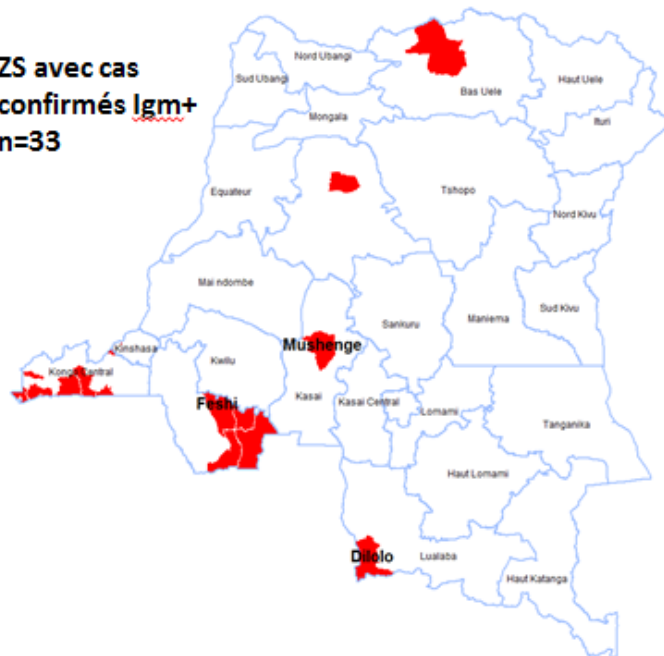 ZS avec cas
confirmés Igm+
n=33
Nord Ubangi
Sud Ubangi
Bas Uele
Haut Uele
Mongala
Ituri
Equateur
Tshopo
Nord Kivu
Mai ndombe
Sankuru
Maniema
Sud Kivu
Kinshasa
Mushenge
Kwilu
Kongo Central
Feshi
Kasai
Kasai Central
Lomami
Tanganika
Haut Lomami
Dilolo
Lualaba
Haut Katanga